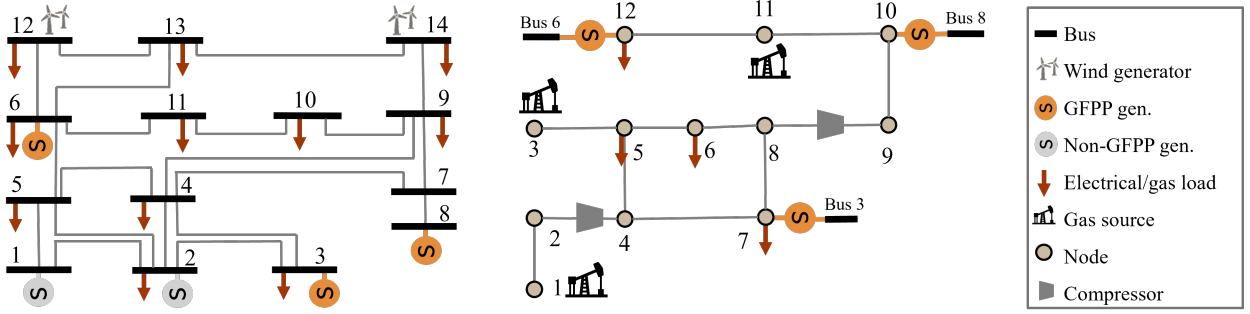 12
13
14
6
11
10
9
5
4
7
8
1
2
3
S
S
S
S
S
Bus 6
S
12
11
10
S
Bus 8
3
5
6
8
9
2
4
7
S
Bus 3
1
Bus
Wind generator
S
GFPP gen.
S
Non-GFPP gen.
Electrical/gas load
Gas source
Node
Compressor